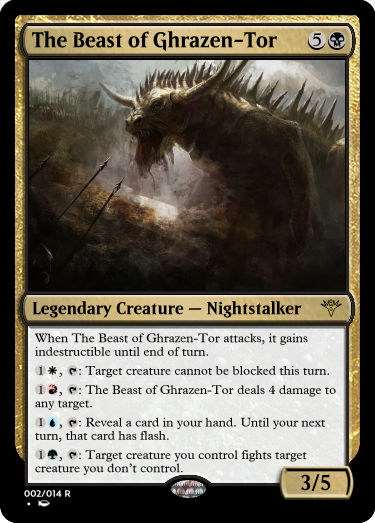 The Beast of Ghrazen-Tor 5
Legendary Creature — Nightstalker
When The Beast of Ghrazen-Tor attacks, it gains
indestructible until end of turn.
1 , : Target creature cannot be blocked this turn.
1 , : The Beast of Ghrazen-Tor deals 4 damage to
any target.
1 , : Reveal a card in your hand. Until your next
turn, that card has flash.
1 , : Target creature you control fights target
creature you don't control.
3/5
002/014 R